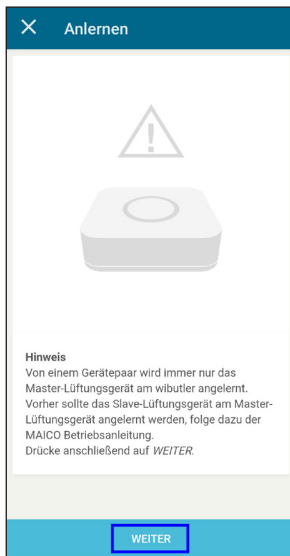 Anlernen
Hinweis
Von einem Gerätepaar wird immer nur das
Master-Lüftungsgerät am wibutler angelernt.
Vorher sollte das Slave-Lüftungsgerät am Master-
Lüftungsgerät angelernt werden, folge dazu der
MAICO Betriebsanleitung.
Drücke anschließend auf WEITER.
WEITER